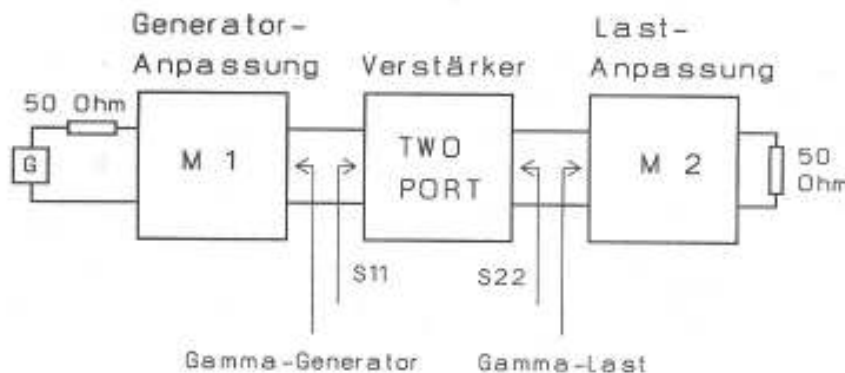 Generator-
Anpassung
Verstärker
Last-
Anpassung
50 Ohm
G
M 1
TWO
PORT
M 2
50
Ohm
S11
S22
Gamma-Generator
Gamma-Last